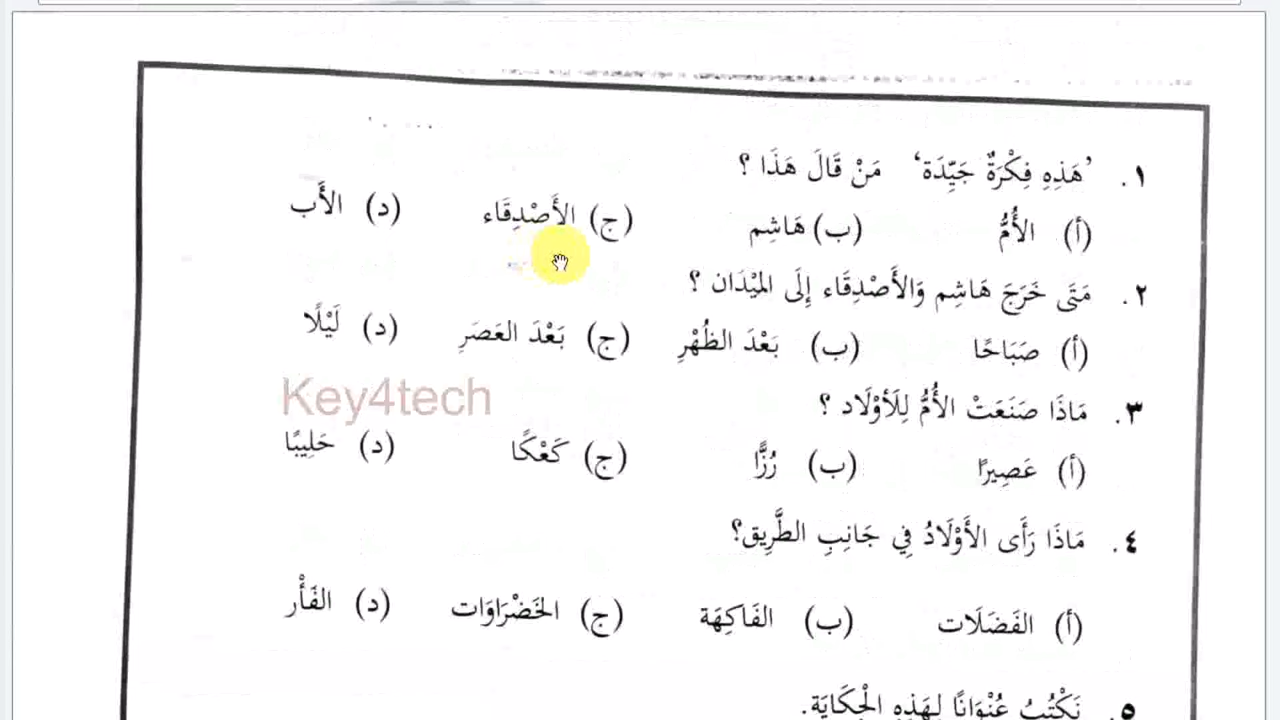 ١. ’هَذِهِ فِكْرَةٌ جَيِّدَة‘ مَنْ قَالَ هَذَا ؟
(أ) الأُمُّ (ب) هَاشِم (ج) الأَصْدِقَاء (د) الأَب
٢. مَتَى خَرَجَ هَاشِم وَالأَصْدِقَاء إِلَى المَيْدَان ؟
(أ) صَبَاحًا (ب) بَعْدَ الظُهْرِ (ج) بَعْدَ العَصَرِ (د) لَيْلًا
Key4tech
٣. مَاذَا صَنَعَتْ الأُمُّ لِلَأوْلَاد ؟
(أ) عَصِيرًا (ب) رُزًّا (ج) كَعْكًا (د) حَلِيبًا
٤. مَاذَا رَأَى الأَوْلَادُ فِي جَانِبِ الطَّرِيق؟
(أ) الفَضَلَات (ب) الفَاكِهَة (ج) الخَضْرَاوَات (د) الفَأْر
٥. نَكْتُبُ عُنْوَانًا لِهَذِهِ الْحِكَايَة.